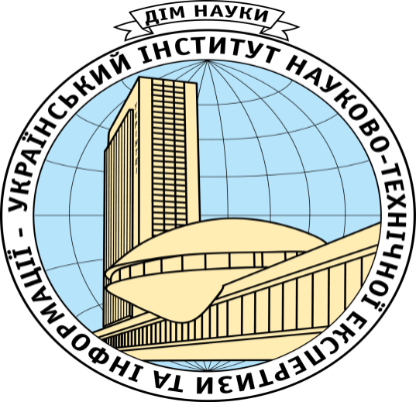 ДІМ НАУКИ
УКРАЇНСЬКИЙ ІНСТИТУТ НАУКОВО-ТЕХНІЧНОЇ ЕКСПЕРТИЗИ ТА ІНФОРМАЦІЇ -